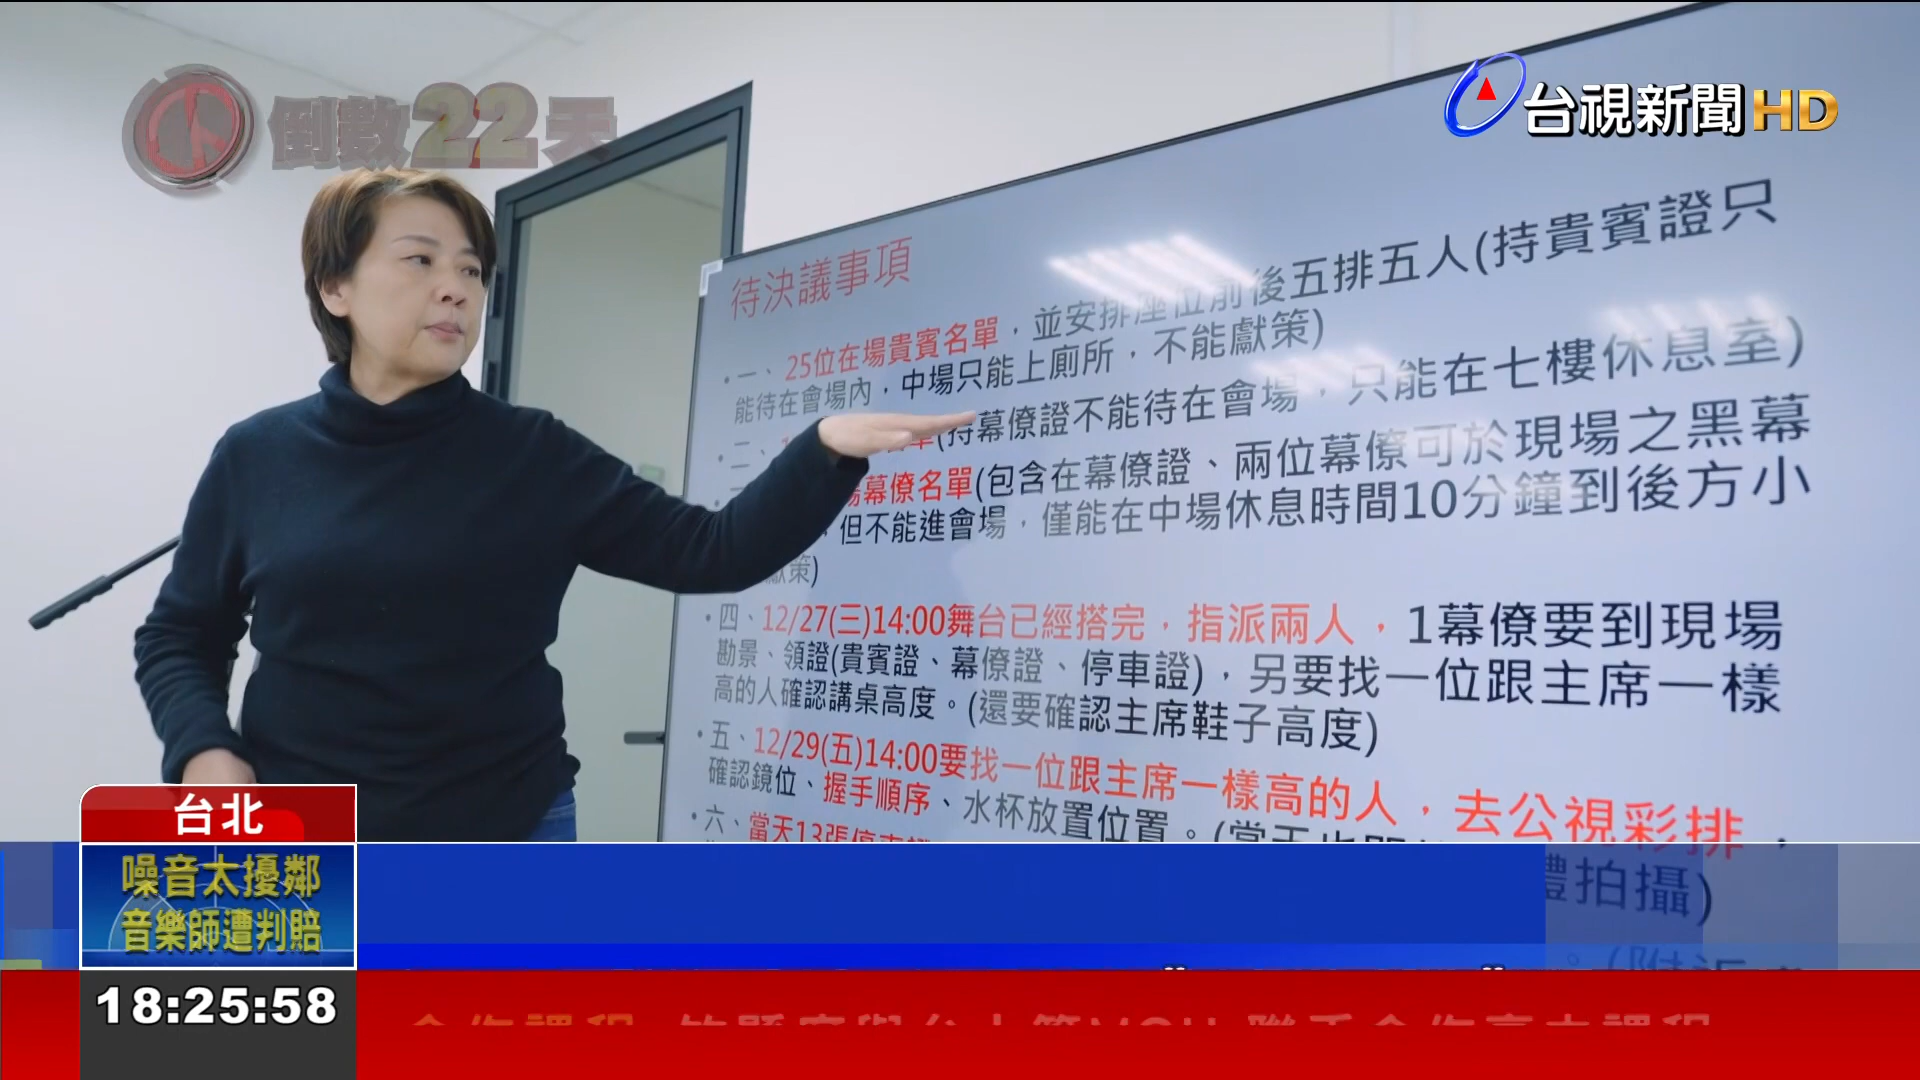 倒數22天
台視新聞HD
待決議事項
•一、25位在場貴賓名單，並安排座位前後五排五人(持貴賓證只
能待在會場內，中場只能上廁所，不能獻策)
•二、
(持幕僚證不能待在會場，只能在七樓休息室)
幕僚名單(包含在幕僚證、兩位幕僚可於現場之黑幕
，但不能進會場，僅能在中場休息時間10分鐘到後方小
獻策)
•四、12/27(三)14:00舞台已經搭完，指派兩人，1幕僚要到現場
勘景、領證(貴賓證、幕僚證、停車證)，另要找一位跟主席一樣
高的人確認講桌高度。(還要確認主席鞋子高度)
•五、12/29(五)14:00要找一位跟主席一樣高的人，去公視彩排，
確認鏡位、握手順序、水杯放置位置。(當天
•六、當天13張停車證
體拍攝)
台北
噪音太擾鄰
音樂師遭判賠
18:25:58